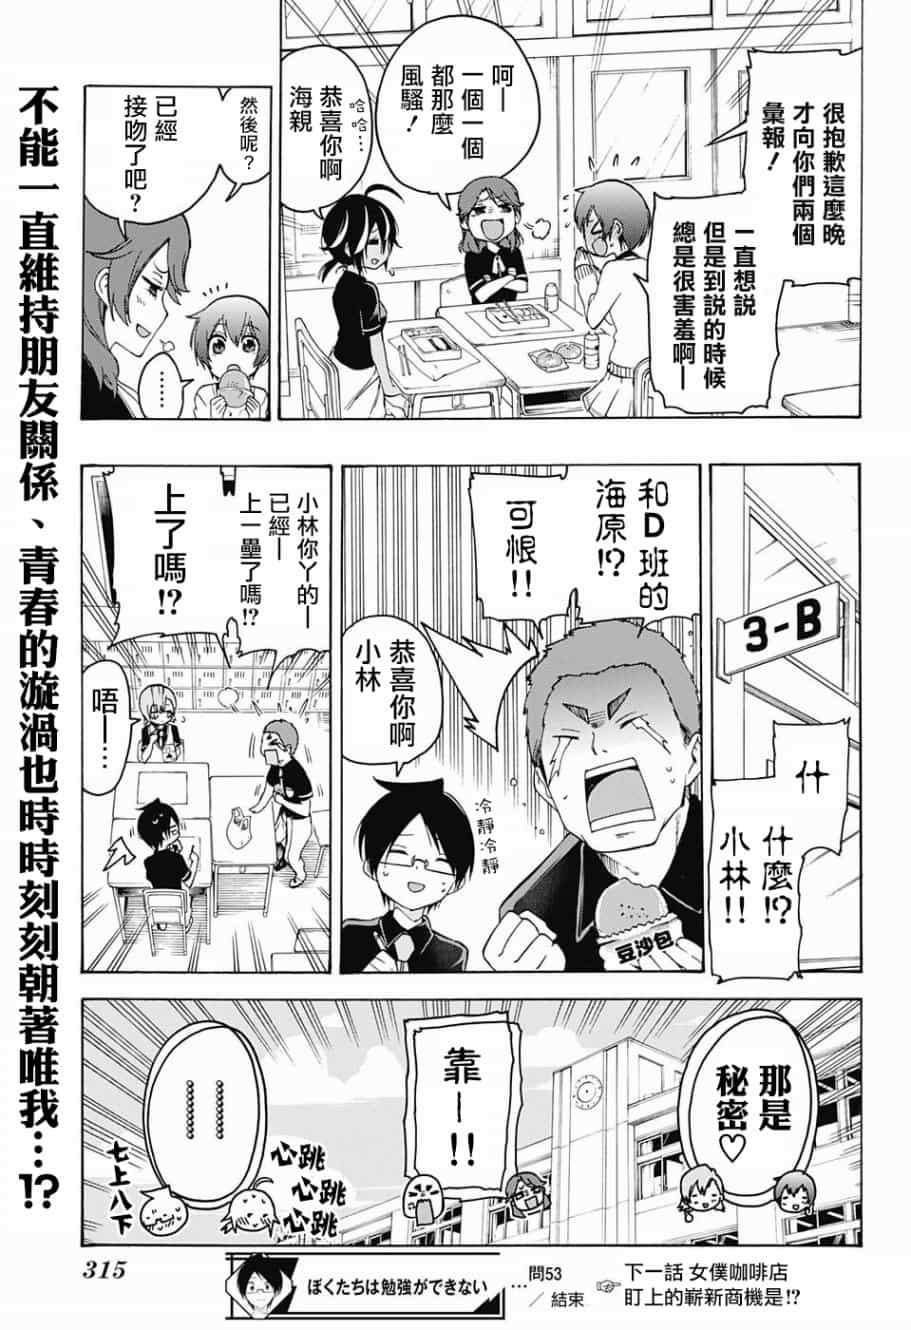 很抱歉這麼晚
才向你們兩個
彙報！
一直想說
但是到説的時候
總是很害羞啊—
呵—
一個一個
都那麼
風騷！
哈哈…
恭喜你啊
海親
然後呢？
已經
接吻了吧？
……
3-B
什
什麼!?
小林!!
和D班的
海原!?
可恨!!
恭喜你啊
小林
冷靜冷靜
豆沙包
小林你丫的—
已經—
上一壘了嗎!?
上了嗎!?
唔—…
那是
秘密♡
靠—!!
……
心跳
心跳
心跳
七上八下
不能一直維持朋友關係、青春的漩渦也時時刻刻朝著唯我…!?
315
ぼくたちは勉強ができない
…
問53
／結束
☞
下一話 女僕咖啡店
盯上的嶄新商機是!?